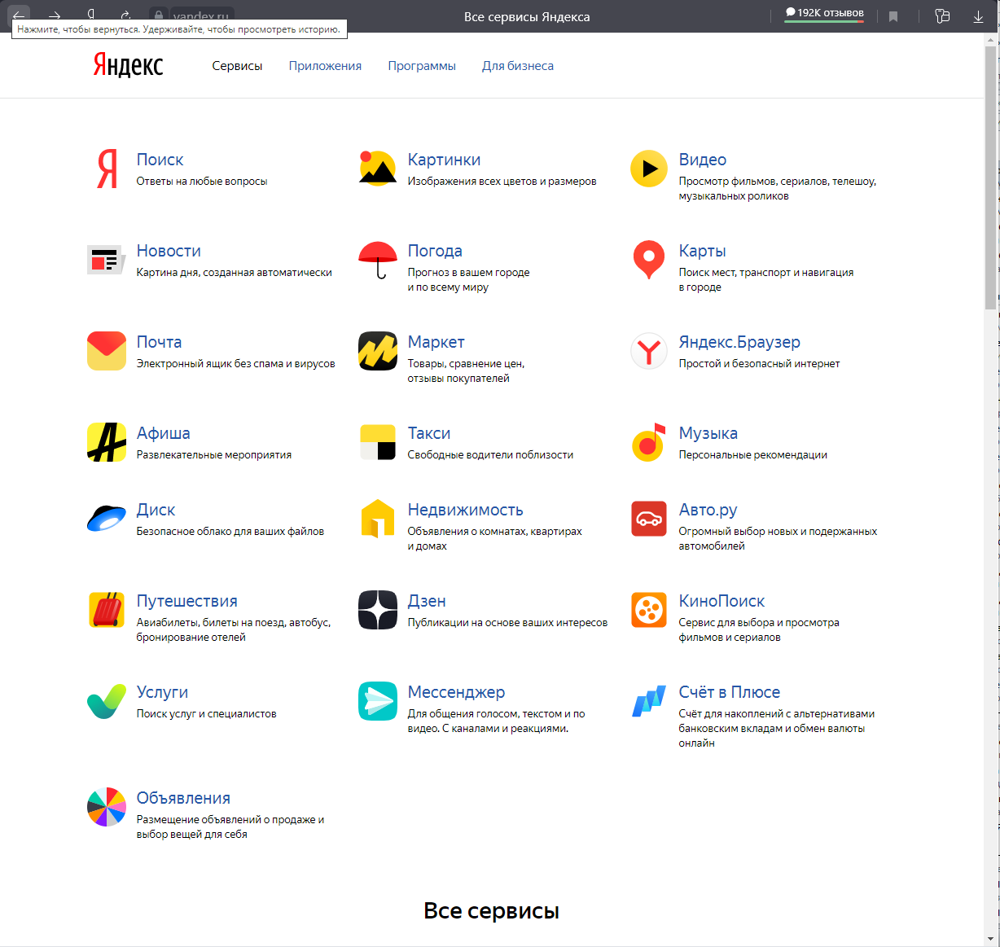 yandex.ru
Все сервисы Яндекса
192К отзывов
Нажмите, чтобы вернуться. Удерживайте, чтобы просмотреть историю.
Яндекс
Сервисы
Приложения
Программы
Для бизнеса
Я
Поиск
Ответы на любые вопросы
Картинки
Изображения всех цветов и размеров
Видео
Просмотр фильмов, сериалов, телешоу,
музыкальных роликов
Новости
Картина дня, созданная автоматически
Погода
Прогноз в вашем городе
и по всему миру
Карты
Поиск мест, транспорт и навигация
в городе
Почта
Электронный ящик без спама и вирусов
Маркет
Товары, сравнение цен,
отзывы покупателей
Яндекс.Браузер
Простой и безопасный интернет
Афиша
Развлекательные мероприятия
Такси
Свободные водители поблизости
Музыка
Персональные рекомендации
Диск
Безопасное облако для ваших файлов
Недвижимость
Объявления о комнатах, квартирах
и домах
Авто.ру
Огромный выбор новых и подержанных
автомобилей
Путешествия
Авиабилеты, билеты на поезд, автобус,
бронирование отелей
Дзен
Публикации на основе ваших интересов
КиноПоиск
Сервис для выбора и просмотра
фильмов и сериалов
Услуги
Поиск услуг и специалистов
Мессенджер
Для общения голосом, текстом и по
видео. С каналами и реакциями.
Счёт в Плюсе
Счёт для накоплений с альтернативами
банковским вкладам и обмен валюты
онлайн
Объявления
Размещение объявлений о продаже и
выбор вещей для себя
Все сервисы